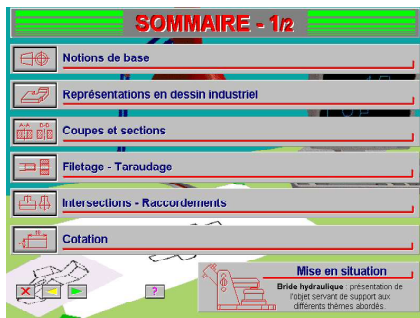 SOMMAIRE - 1/2
Notions de base
Représentations en dessin industriel
A-A D-D
Coupes et sections
Filetage - Taraudage
Intersections - Raccordements
Cotation
Mise en situation
Bride hydraulique : présentation de
l'objet servant de support aux
différents thèmes abordés.
?